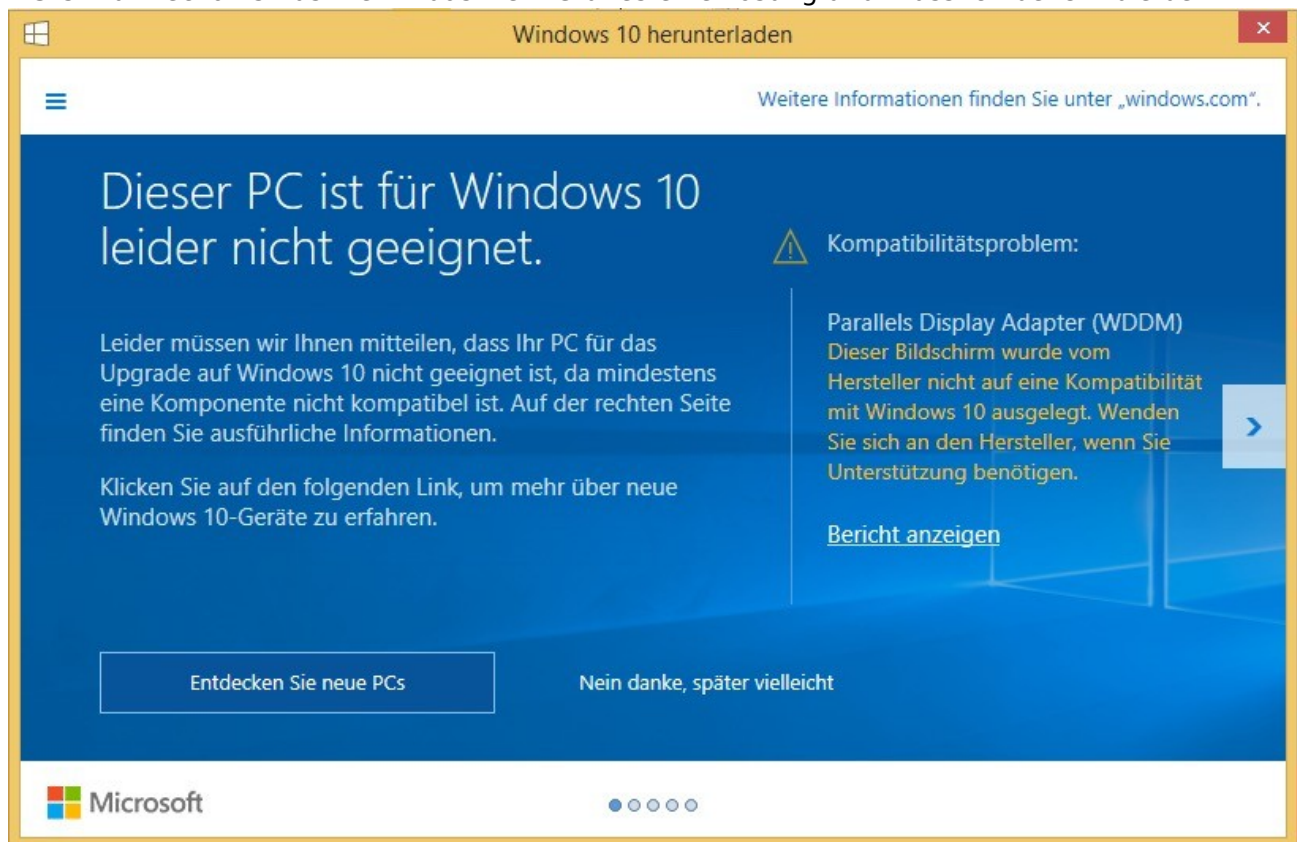 Windows 10 herunterladen
Weitere Informationen finden Sie unter „windows.com“.
Dieser PC ist für Windows 10
leider nicht geeignet.
Leider müssen wir Ihnen mitteilen, dass Ihr PC für das
Upgrade auf Windows 10 nicht geeignet ist, da mindestens
eine Komponente nicht kompatibel ist. Auf der rechten Seite
finden Sie ausführliche Informationen.
Klicken Sie auf den folgenden Link, um mehr über neue
Windows 10-Geräte zu erfahren.
Kompatibilitätsproblem:
Parallels Display Adapter (WDDM)
Dieser Bildschirm wurde vom
Hersteller nicht auf eine Kompatibilität
mit Windows 10 ausgelegt. Wenden
Sie sich an den Hersteller, wenn Sie
Unterstützung benötigen.
Bericht anzeigen
Entdecken Sie neue PCs
Nein danke, später vielleicht
Microsoft